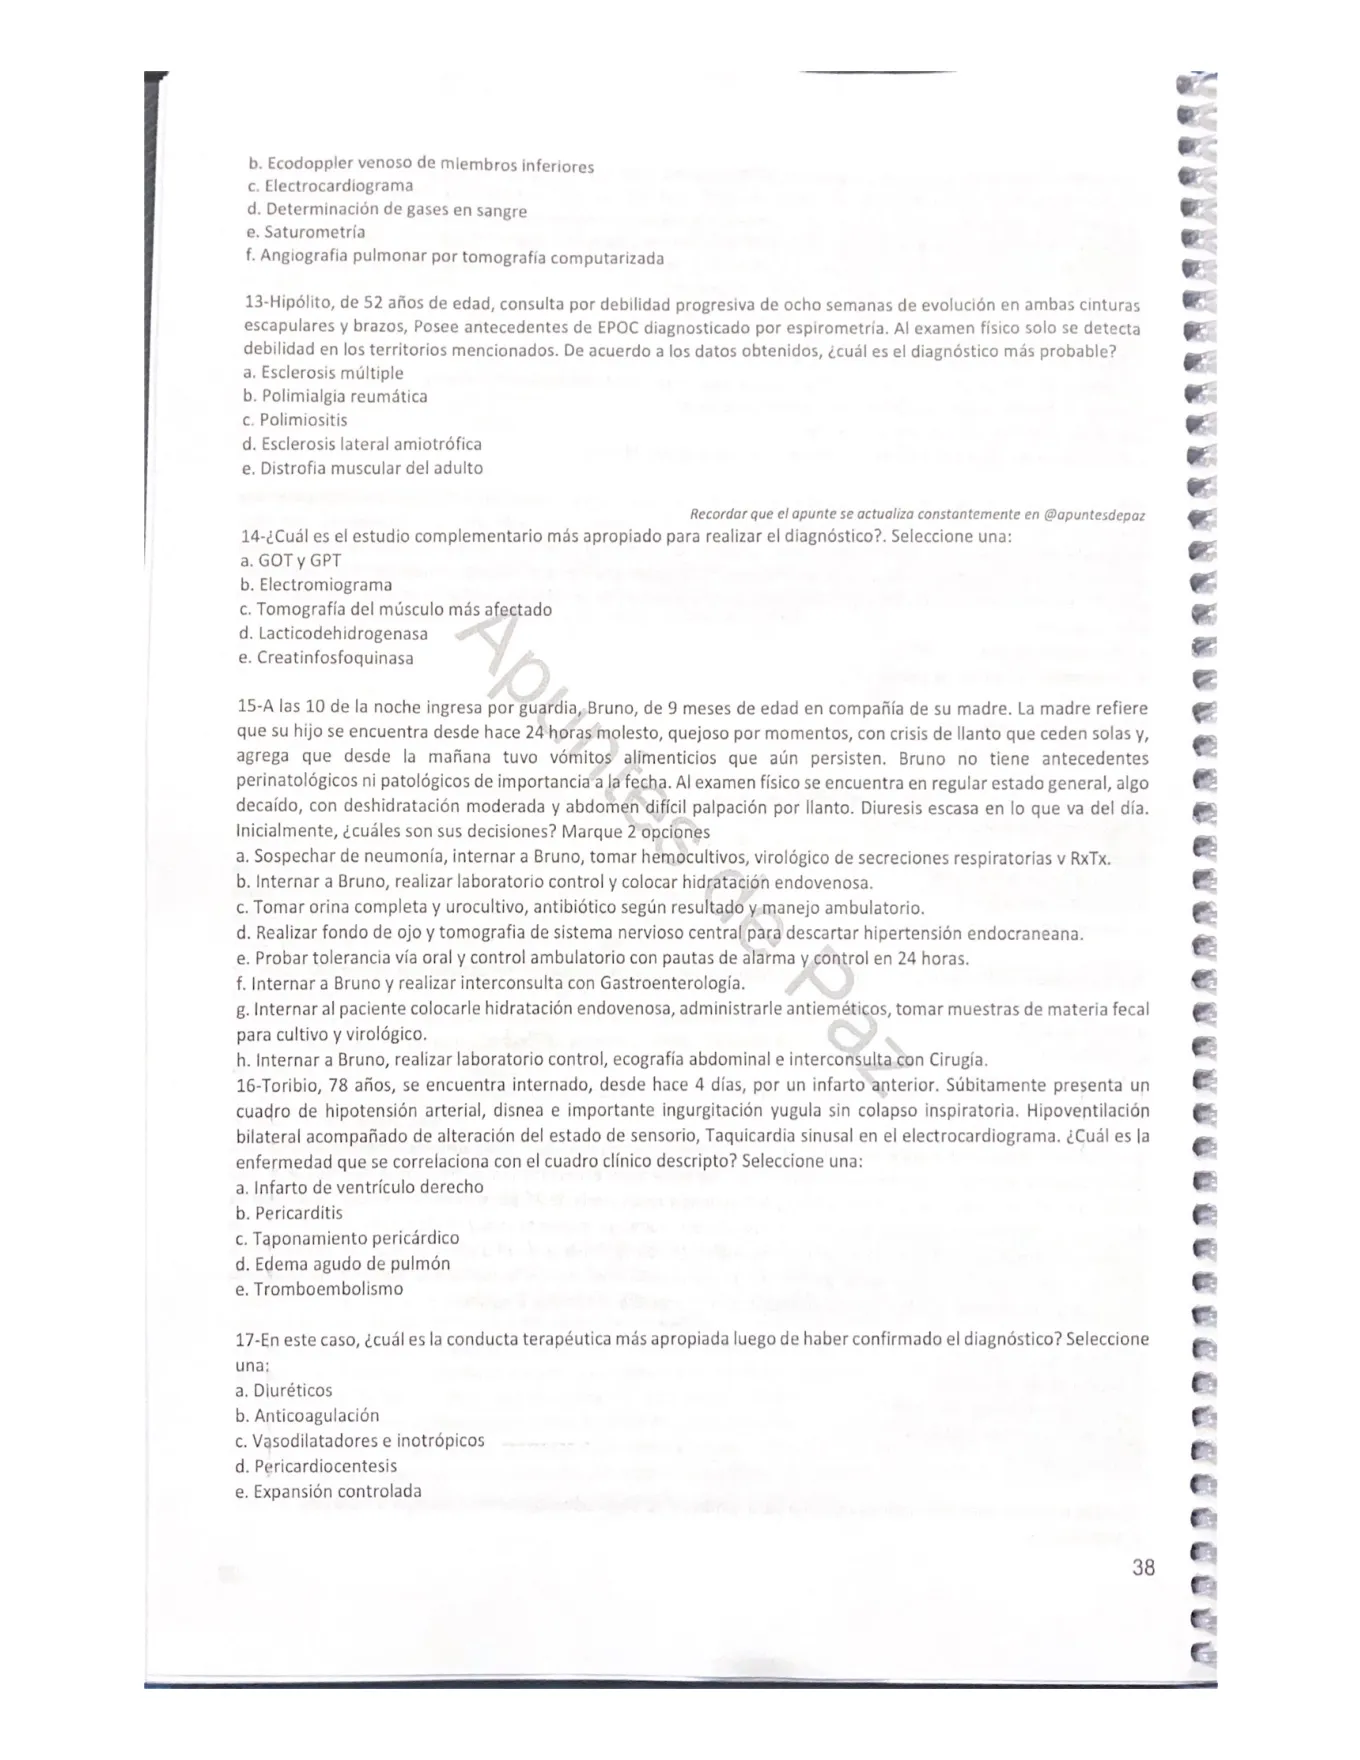 b. Ecodoppler venoso de miembros inferiores
c. Electrocardiograma
d. Determinación de gases en sangre
e. Saturometría
f. Angiografia pulmonar por tomografía computarizada
13-Hipólito, de 52 años de edad, consulta por debilidad progresiva de ocho semanas de evolución en ambas cinturas
escapulares y brazos, Posee antecedentes de EPOC diagnosticado por espirometría. Al examen físico solo se detecta
debilidad en los territorios mencionados. De acuerdo a los datos obtenidos, ¿cuál es el diagnóstico más probable?
a. Esclerosis múltiple
b. Polimialgia reumática
c. Polimiositis
d. Esclerosis lateral amiotrófica
e. Distrofia muscular del adulto
Recordar que el apunte se actualiza constantemente en @apuntesdepaz
14-¿Cuál es el estudio complementario más apropiado para realizar el diagnóstico?. Seleccione una:
a. GOT y GPT
b. Electromiograma
c. Tomografía del músculo más afectado
d. Lacticodehidrogenasa
e. Creatinfosfoquinasa
15-A las 10 de la noche ingresa por guardia, Bruno, de 9 meses de edad en compañía de su madre. La madre refiere
que su hijo se encuentra desde hace 24 horas molesto, quejoso por momentos, con crisis de llanto que ceden solas y,
agrega que desde la mañana tuvo vómitos alimenticios que aún persisten. Bruno no tiene antecedentes
perinatológicos ni patológicos de importancia a la fecha. Al examen físico se encuentra en regular estado general, algo
decaído, con deshidratación moderada y abdomen difícil palpación por llanto. Diuresis escasa en lo que va del día.
Inicialmente, ¿cuáles son sus decisiones? Marque 2 opciones
a. Sospechar de neumonía, internar a Bruno, tomar hemocultivos, virológico de secreciones respiratorias v RxTx.
b. Internar a Bruno, realizar laboratorio control y colocar hidratación endovenosa.
c. Tomar orina completa y urocultivo, antibiótico según resultado y manejo ambulatorio.
d. Realizar fondo de ojo y tomografia de sistema nervioso central para descartar hipertensión endocraneana.
e. Probar tolerancia vía oral y control ambulatorio con pautas de alarma y control en 24 horas.
f. Internar a Bruno y realizar interconsulta con Gastroenterología.
g. Internar al paciente colocarle hidratación endovenosa, administrarle antieméticos, tomar muestras de materia fecal
para cultivo y virológico.
h. Internar a Bruno, realizar laboratorio control, ecografía abdominal e interconsulta con Cirugía.
16-Toribio, 78 años, se encuentra internado, desde hace 4 días, por un infarto anterior. Súbitamente presenta un
cuadro de hipotensión arterial, disnea e importante ingurgitación yugula sin colapso inspiratoria. Hipoventilación
bilateral acompañado de alteración del estado de sensorio, Taquicardia sinusal en el electrocardiograma. ¿Cuál es la
enfermedad que se correlaciona con el cuadro clínico descripto? Seleccione una:
a. Infarto de ventrículo derecho
b. Pericarditis
c. Taponamiento pericárdico
d. Edema agudo de pulmón
e. Tromboembolismo
17-En este caso, ¿cuál es la conducta terapéutica más apropiada luego de haber confirmado el diagnóstico? Seleccione
una:
a. Diuréticos
b. Anticoagulación
c. Vasodilatadores e inotrópicos
d. Pericardiocentesis
e. Expansión controlada
38
Apuntes de Paz